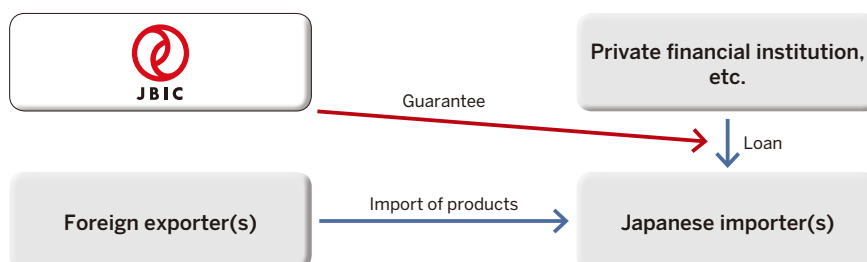 JBIC
Private financial institution,
etc.
Guarantee
Loan
Foreign exporter(s)
Import of products
Japanese importer(s)